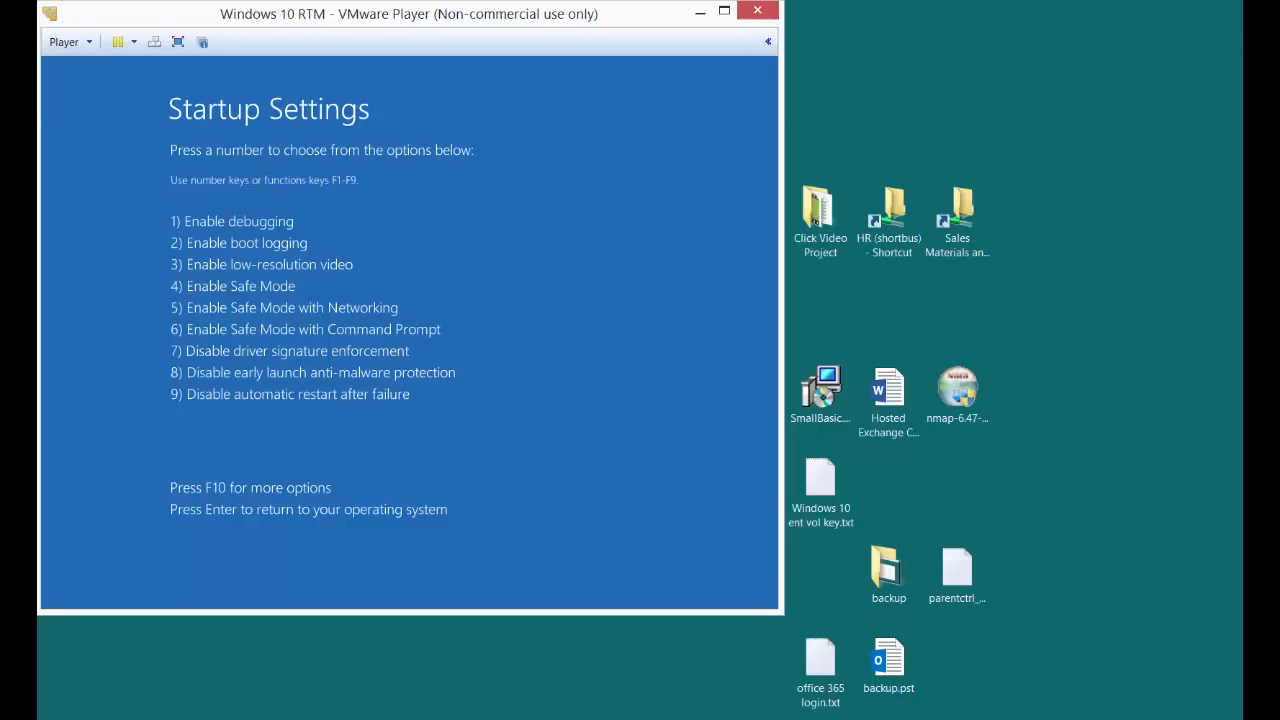 Windows 10 RTM - VMware Player (Non-commercial use only)
Player
Startup Settings
Press a number to choose from the options below:
Use number keys or functions keys F1-F9.
1) Enable debugging
2) Enable boot logging
3) Enable low-resolution video
4) Enable Safe Mode
5) Enable Safe Mode with Networking
6) Enable Safe Mode with Command Prompt
7) Disable driver signature enforcement
8) Disable early launch anti-malware protection
9) Disable automatic restart after failure
Press F10 for more options
Press Enter to return to your operating system
Click Video
Project
HR (shortbus)
- Shortcut
Sales
Materials an...
SmallBasic....
Hosted
Exchange C...
nmap-6.47-...
Windows 10
ent vol key.txt
backup
parentctrl_...
office 365
login.txt
backup.pst